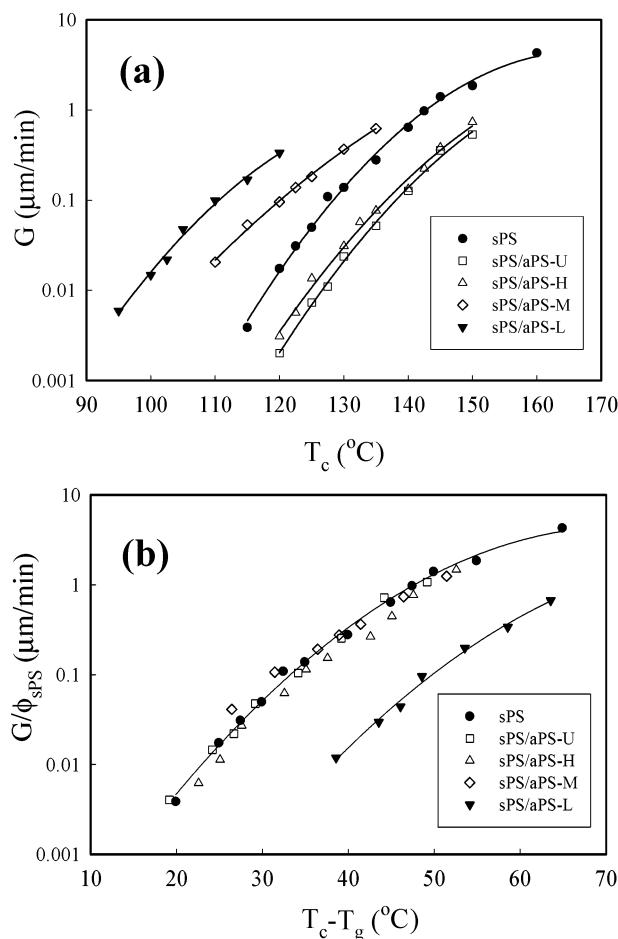 10
(a)
1
G (μm/min)
0.1
sPS
sPS/aPS-U
0.01
sPS/aPS-H
sPS/aPS-M
sPS/aPS-L
0.001
90 100 110 120 130 140 150 160 170
Tc (oC)
10
(b)
1
G/ϕsPS (μm/min)
0.1
sPS
sPS/aPS-U
0.01
sPS/aPS-H
sPS/aPS-M
sPS/aPS-L
0.001
10 20 30 40 50 60 70
Tc-Tg (oC)